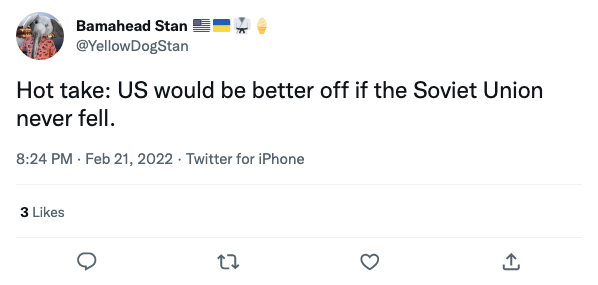 Bamahead Stan 🇺🇸🇺🇦🥋🍦
@YellowDogStan
Hot take: US would be better off if the Soviet Union
never fell.
8:24 PM · Feb 21, 2022 · Twitter for iPhone
3 Likes